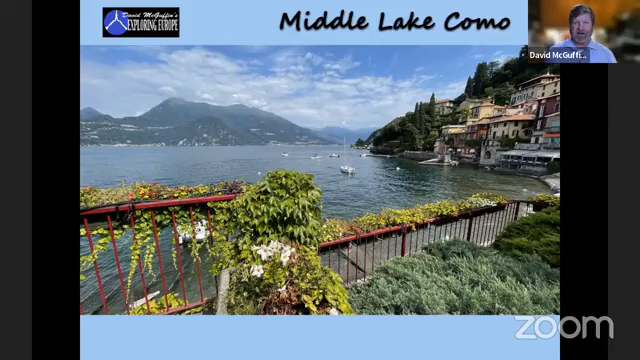 David McGuffin's
EXPLORING EUROPE
Middle Lake Como
David McGuffi...
zoom